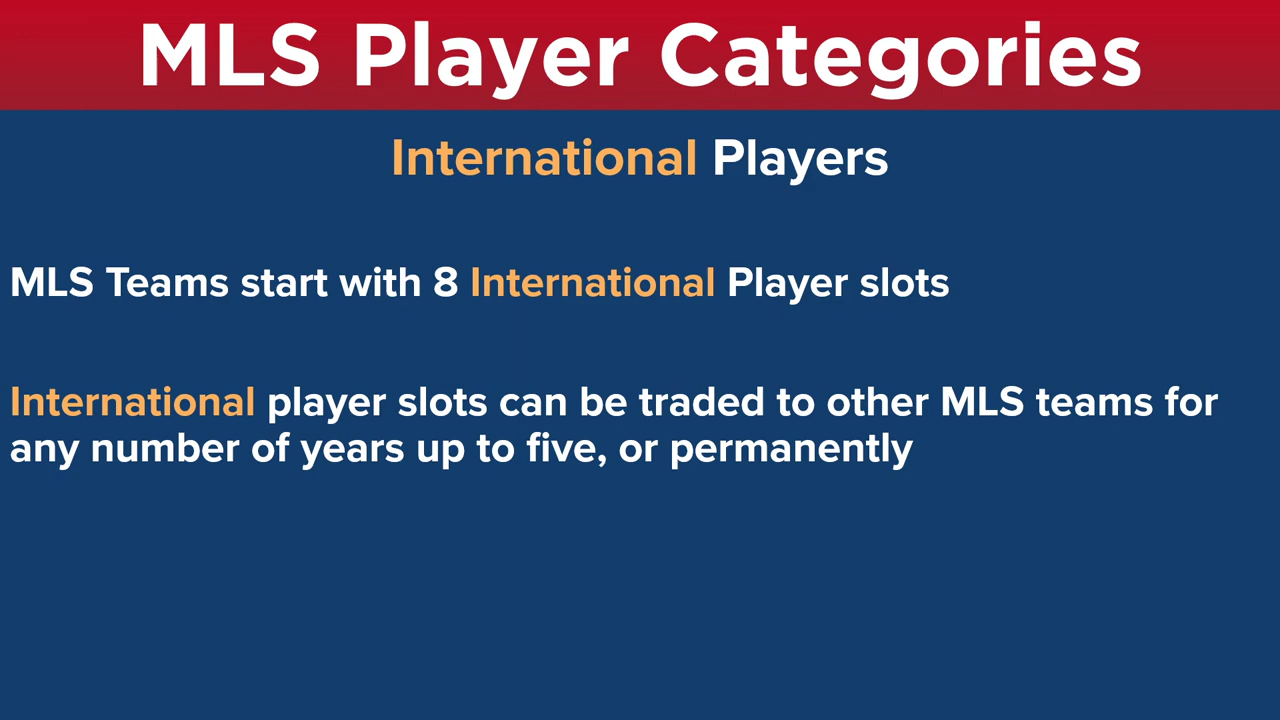 MLS Player Categories
International Players
MLS Teams start with 8 International Player slots
International player slots can be traded to other MLS teams for
any number of years up to five, or permanently